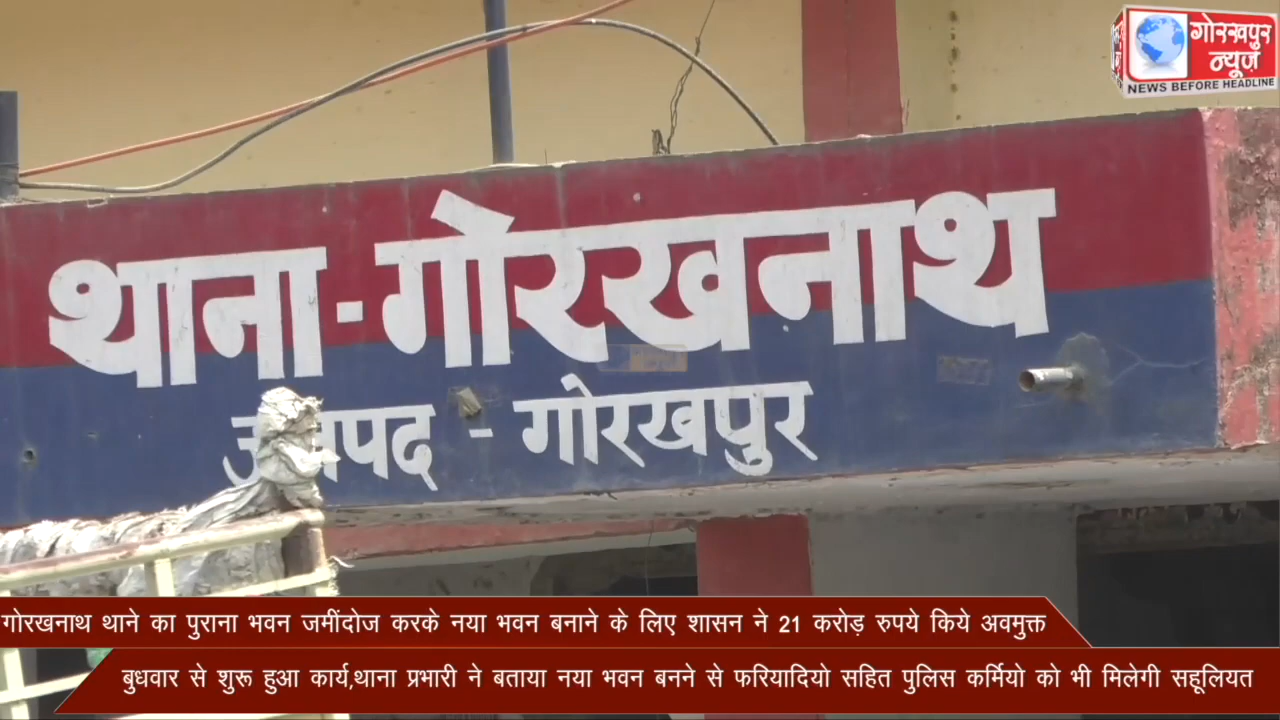 गोरखपुर
न्यूज़
NEWS BEFORE HEADLINE
थाना-गोरखनाथ
- गोरखपुर
गोरखनाथ थाने का पुराना भवन जमींदोज करके नया भवन बनाने के लिए शासन ने 21 करोड़ रुपये किये अवमुक्त
बुधवार से शुरू हुआ कार्य,थाना प्रभारी ने बताया नया भवन बनने से फरियादियो सहित पुलिस कर्मियो को भी मिलेगी सहूलियत